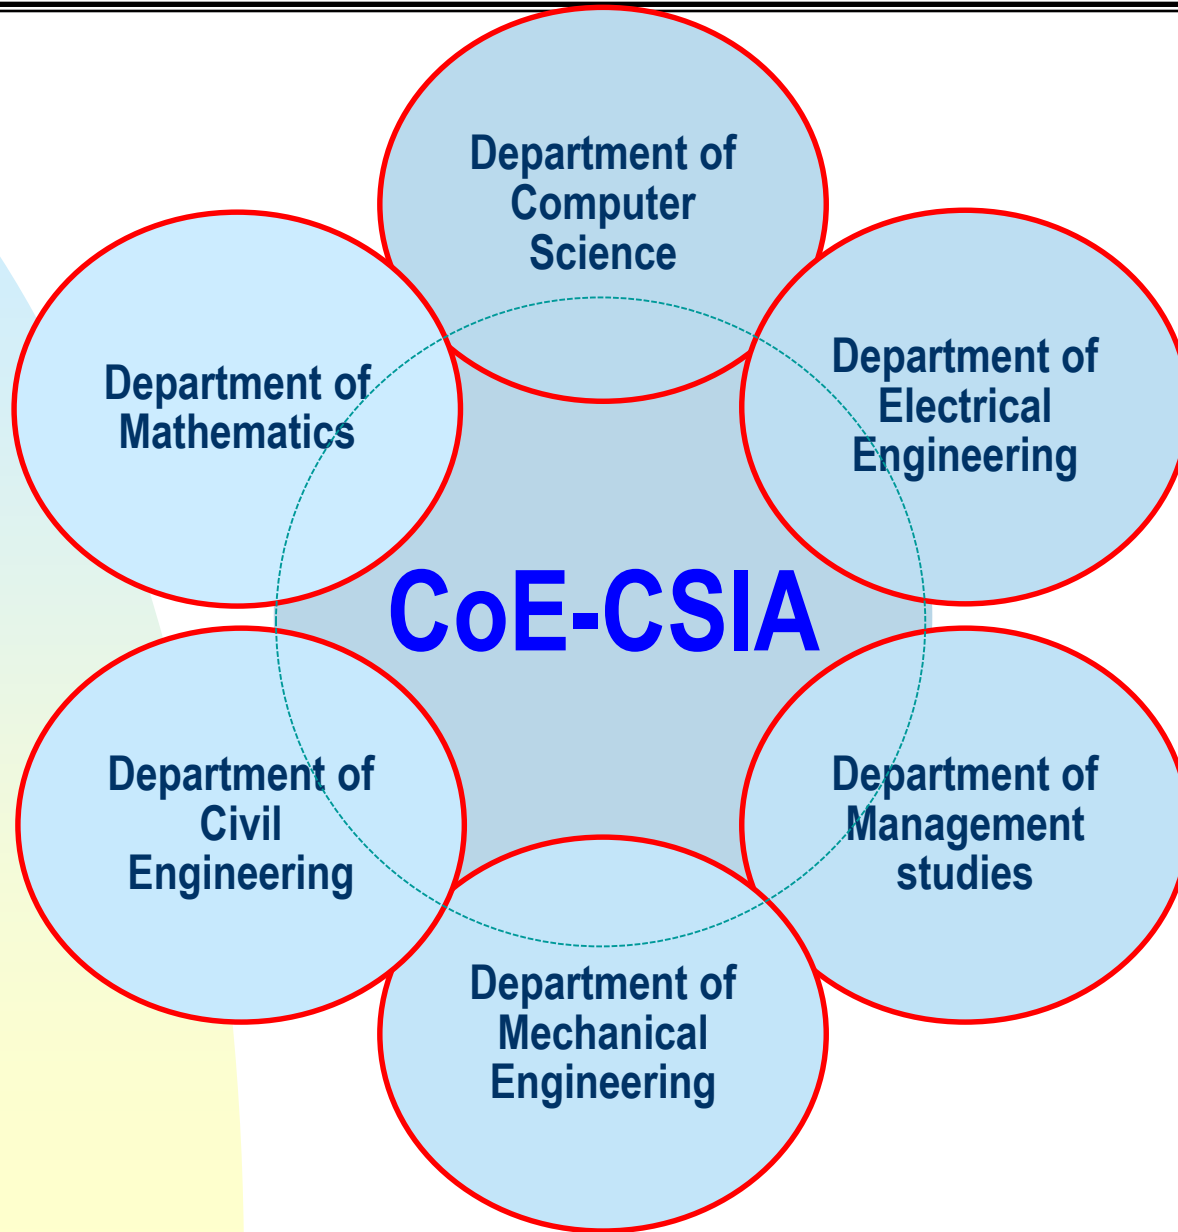 Department of
Computer
Science
Department of
Mathematics
Department of
Electrical
Engineering
CoE-CSIA
Department of
Civil
Engineering
Department of
Management
studies
Department of
Mechanical
Engineering